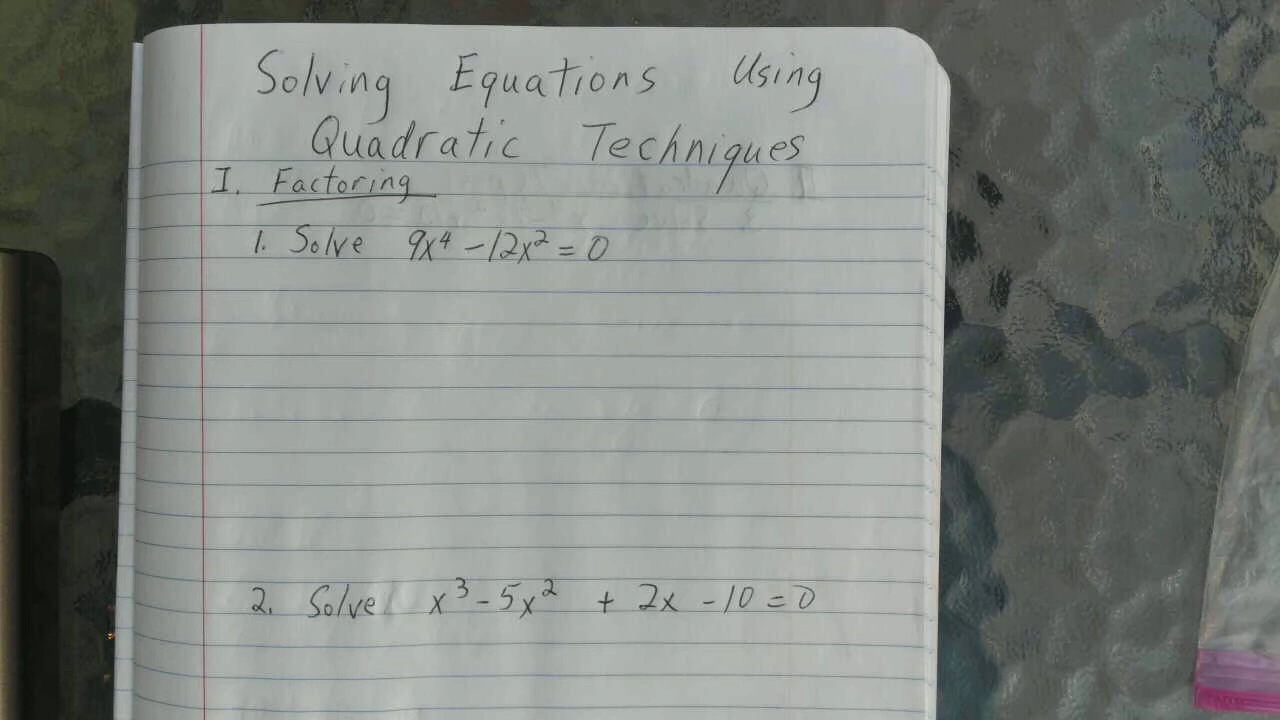 Solving Equations Using
Quadratic Techniques
I. Factoring
1. Solve 9x⁴ - 12x² = 0
2. Solve x³ - 5x² + 2x - 10 = 0